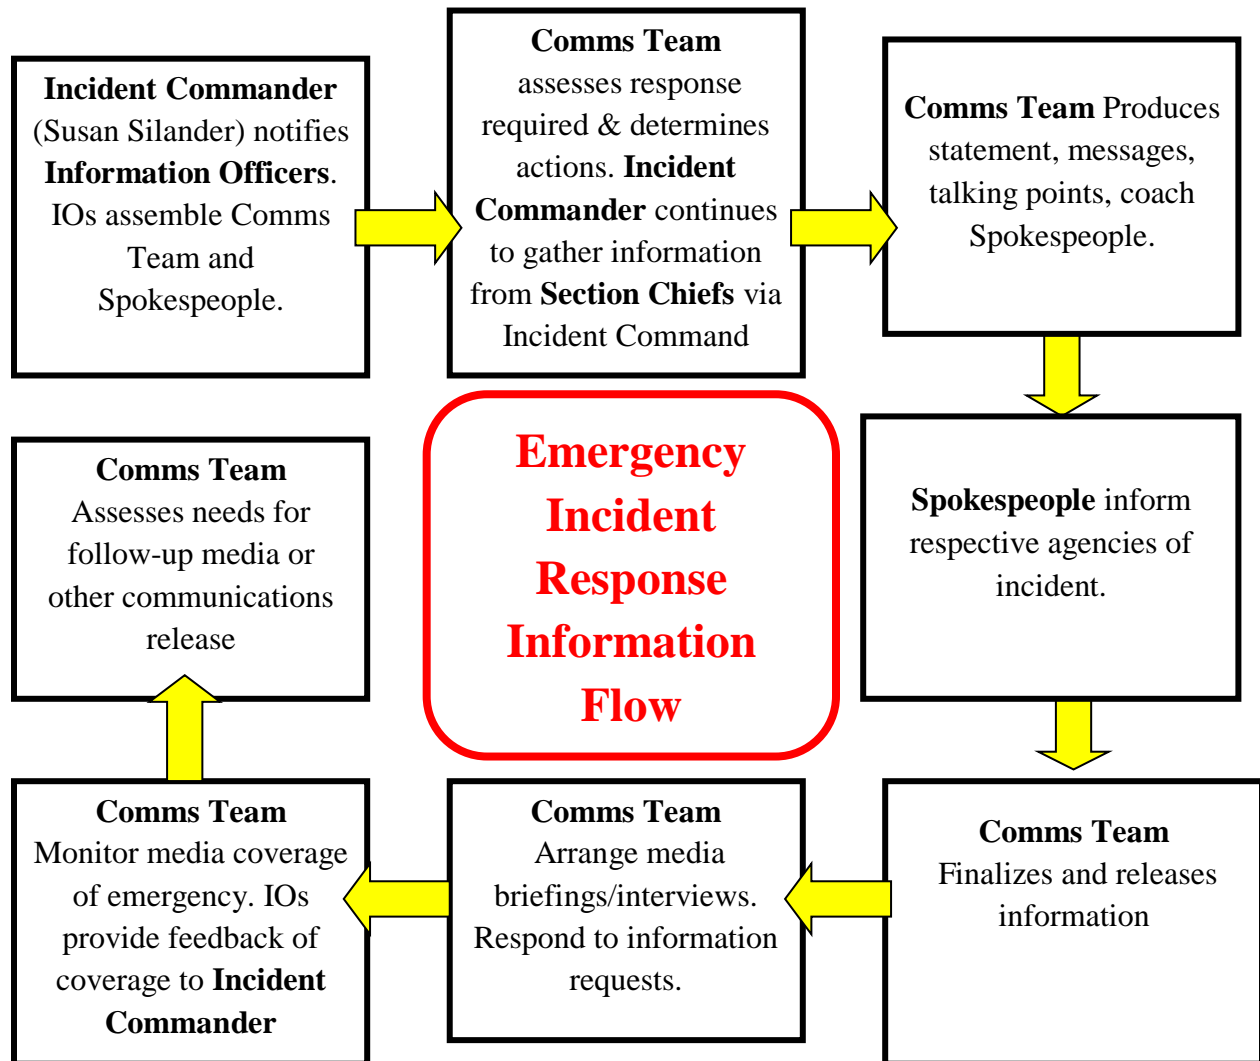 Incident Commander
(Susan Silander) notifies
Information Officers.
IOs assemble Comms
Team and
Spokespeople.
Comms Team
assesses response
required & determines
actions. Incident
Commander continues
to gather information
from Section Chiefs via
Incident Command
Comms Team Produces
statement, messages,
talking points, coach
Spokespeople.
Spokespeople inform
respective agencies of
incident.
Comms Team
Finalizes and releases
information
Comms Team
Arrange media
briefings/interviews.
Respond to information
requests.
Comms Team
Monitor media coverage
of emergency. IOs
provide feedback of
coverage to Incident
Commander
Comms Team
Assesses needs for
follow-up media or
other communications
release
Emergency
Incident
Response
Information
Flow